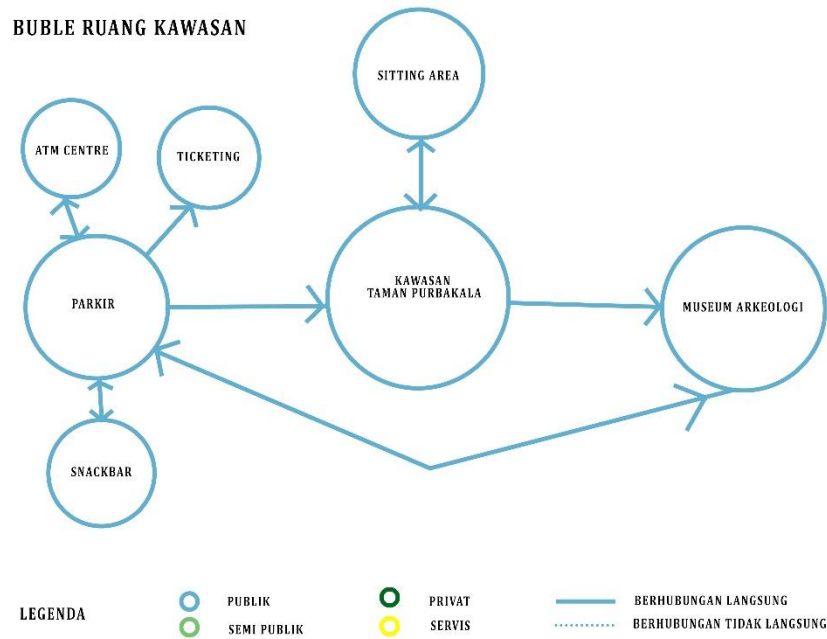 BUBLE RUANG KAWASAN
SITTING AREA
ATM CENTRE
TICKETING
PARKIR
KAWASAN
TAMAN PURBAKALA
MUSEUM ARKEOLOGI
SNACKBAR
LEGENDA
PUBLIK
SEMI PUBLIK
PRIVAT
SERVIS
BERHUBUNGAN LANGSUNG
BERHUBUNGAN TIDAK LANGSUNG